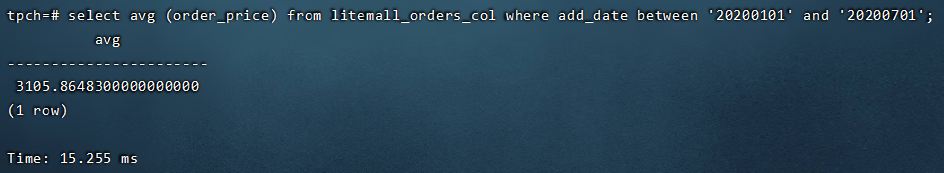 tpch=# select avg (order_price) from litemall_orders_col where add_date between '20200101' and '20200701';
avg
-----------------------
3105.8648300000000000
(1 row)
Time: 15.255 ms